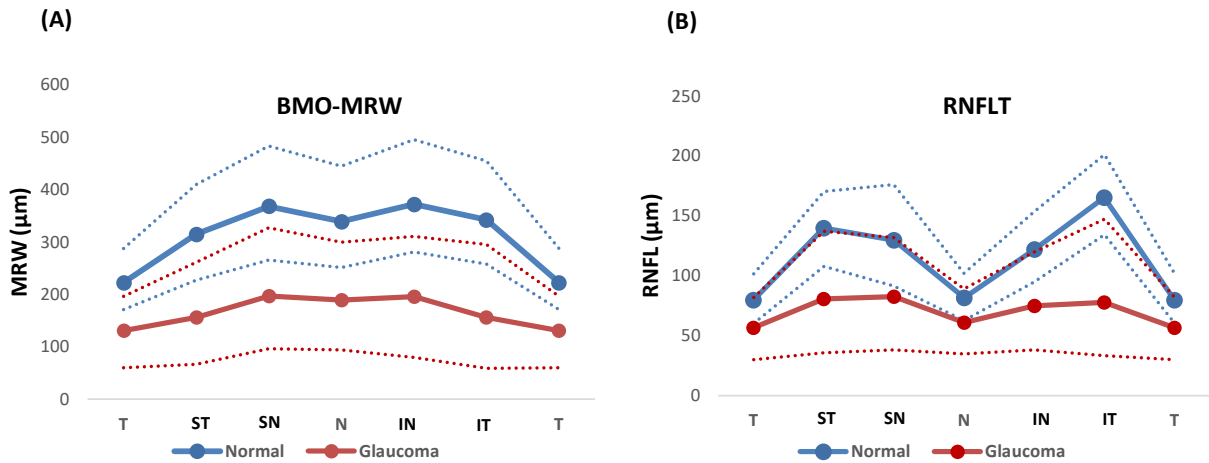 (A)
BMO-MRW
MRW (µm)
600
500
400
300
200
100
0
T ST SN N IN IT T
Normal Glaucoma
(B)
RNFLT
RNFL (µm)
250
200
150
100
50
0
T ST SN N IN IT T
Normal Glaucoma